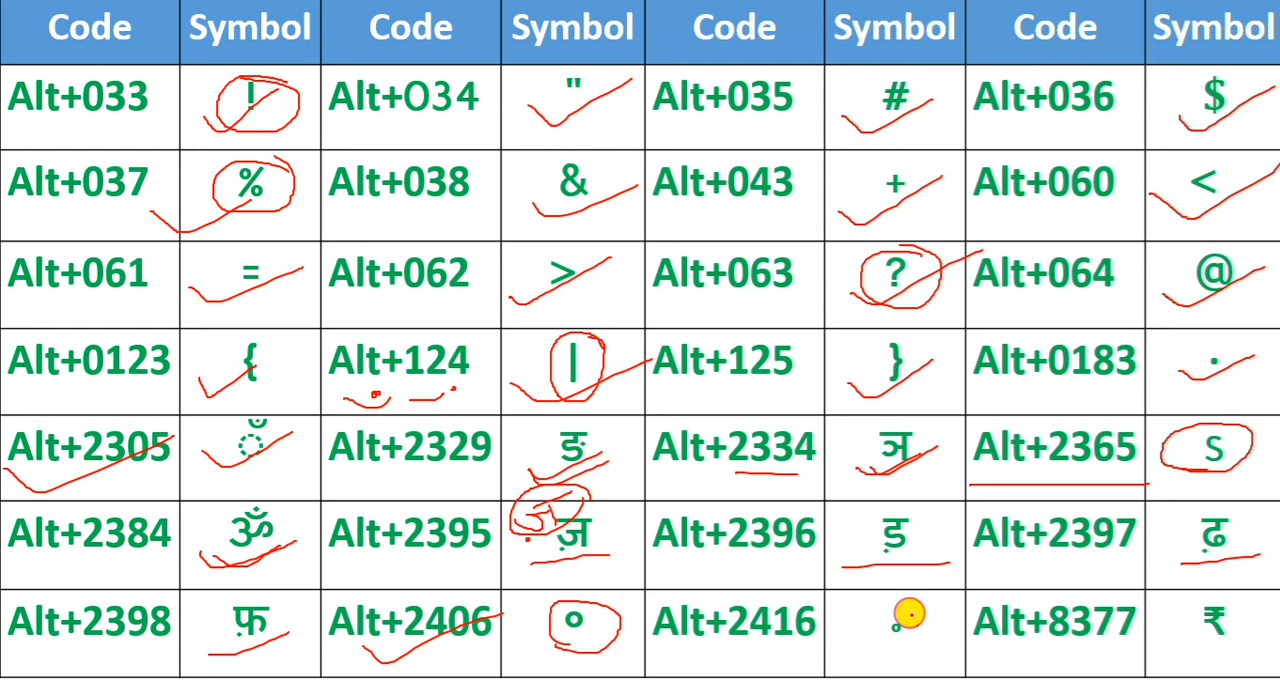 Code Symbol Code Symbol Code Symbol Code Symbol
Alt+033 ! Alt+034 " Alt+035 # Alt+036 $
Alt+037 % Alt+038 & Alt+043 + Alt+060 <
Alt+061 = Alt+062 > Alt+063 ? Alt+064 @
Alt+0123 { Alt+124 | Alt+125 } Alt+0183 ·
Alt+2305 ँ Alt+2329 ङ Alt+2334 ञ Alt+2365 ऽ
Alt+2384 ॐ Alt+2395 ज़ Alt+2396 ड़ Alt+2397 ढ़
Alt+2398 फ़ Alt+2406 ० Alt+2416 ॰ Alt+8377 ₹